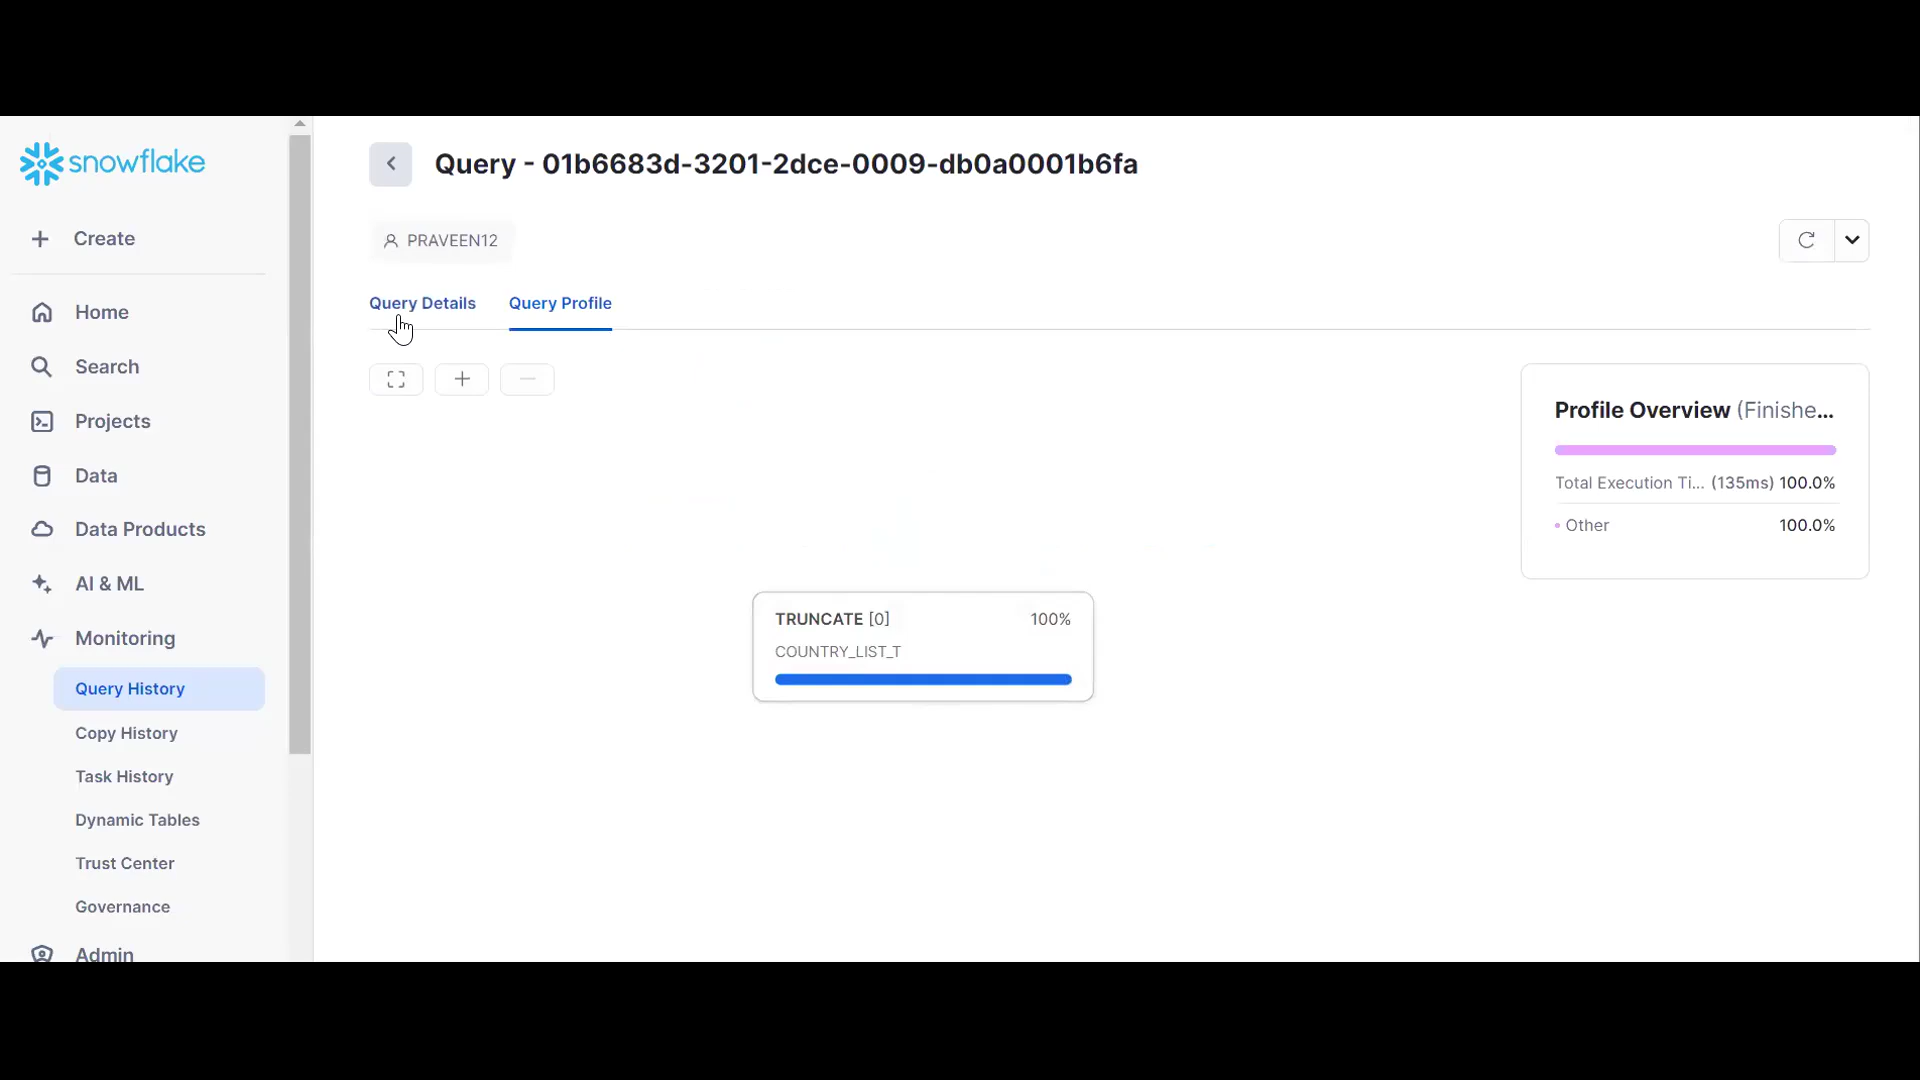 snowflake
Create
Home
Search
Projects
Data
Data Products
AI & ML
Monitoring
Query History
Copy History
Task History
Dynamic Tables
Trust Center
Governance
Admin
Query - 01b6683d-3201-2dce-0009-db0a0001b6fa
PRAVEEN12
Query Details Query Profile
Profile Overview (Finishe...
Total Execution Ti... (135ms) 100.0%
Other 100.0%
TRUNCATE [0] 100%
COUNTRY_LIST_T